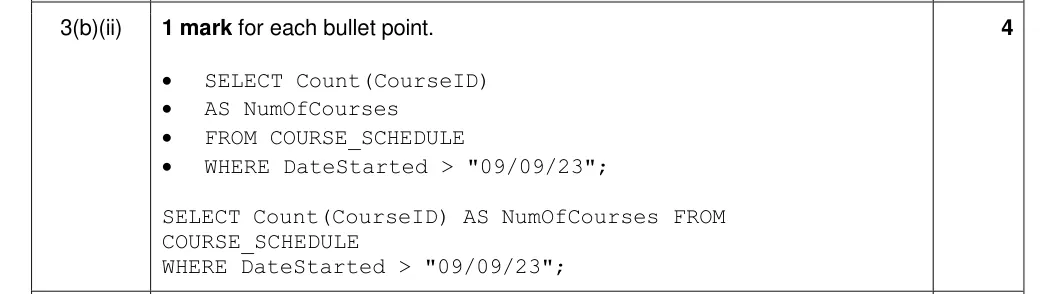 3(b)(ii) 1 mark for each bullet point. 4
• SELECT Count(CourseID)
• AS NumOfCourses
• FROM COURSE_SCHEDULE
• WHERE DateStarted > "09/09/23";
SELECT Count(CourseID) AS NumOfCourses FROM
COURSE_SCHEDULE
WHERE DateStarted > "09/09/23";